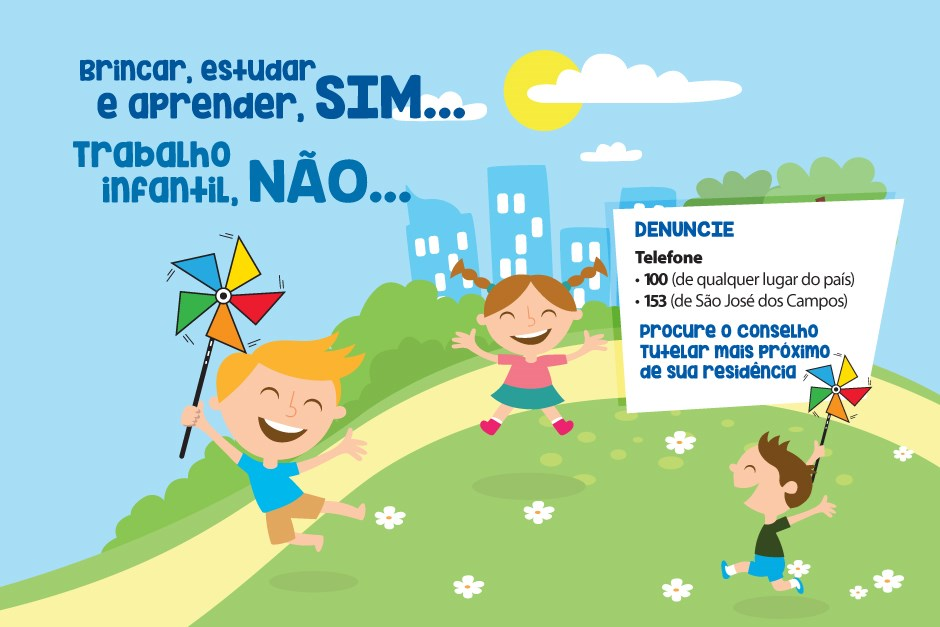 Brincar, estudar
e aprender, SIM...
Trabalho
infantil, NÃO...
DENUNCIE
Telefone
• 100 (de qualquer lugar do país)
• 153 (de São José dos Campos)
Procure o Conselho
Tutelar mais próximo
de sua residência